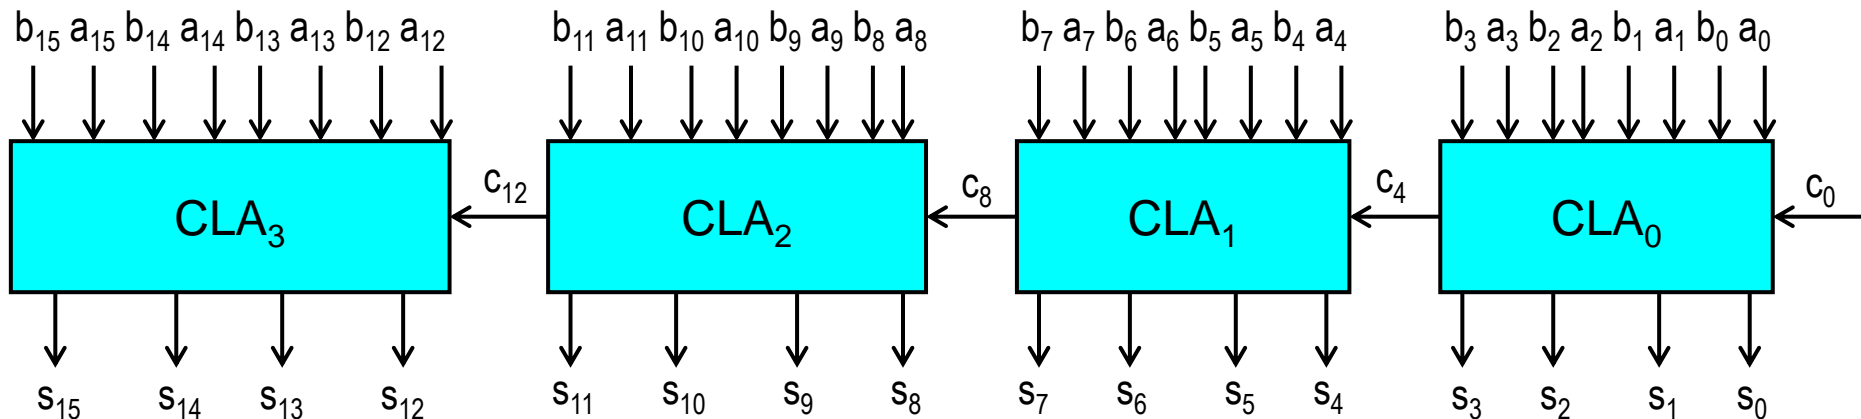 b₁₅ a₁₅ b₁₄ a₁₄ b₁₃ a₁₃ b₁₂ a₁₂ b₁₁ a₁₁ b₁₀ a₁₀ b₉ a₉ b₈ a₈ b₇ a₇ b₆ a₆ b₅ a₅ b₄ a₄ b₃ a₃ b₂ a₂ b₁ a₁ b₀ a₀
CLA₃ c₁₂ CLA₂ c₈ CLA₁ c₄ CLA₀ c₀
s₁₅ s₁₄ s₁₃ s₁₂ s₁₁ s₁₀ s₉ s₈ s₇ s₆ s₅ s₄ s₃ s₂ s₁ s₀